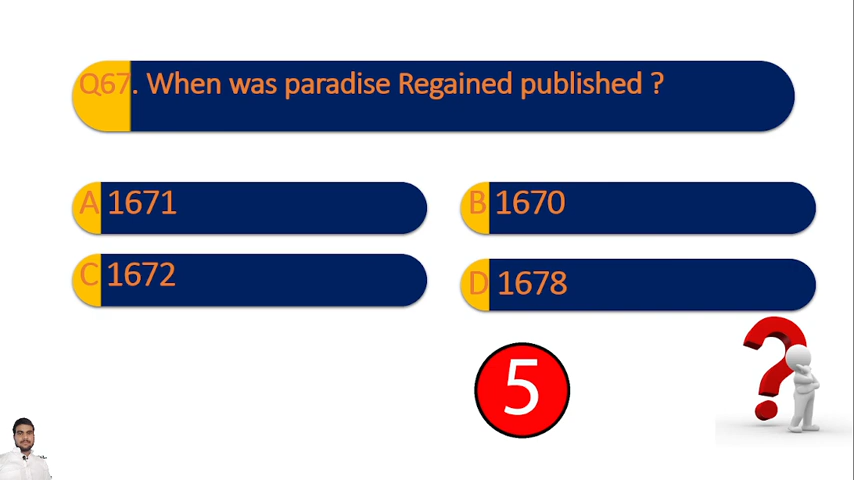 Q67. When was paradise Regained published ?
A 1671
B 1670
C 1672
D 1678
5